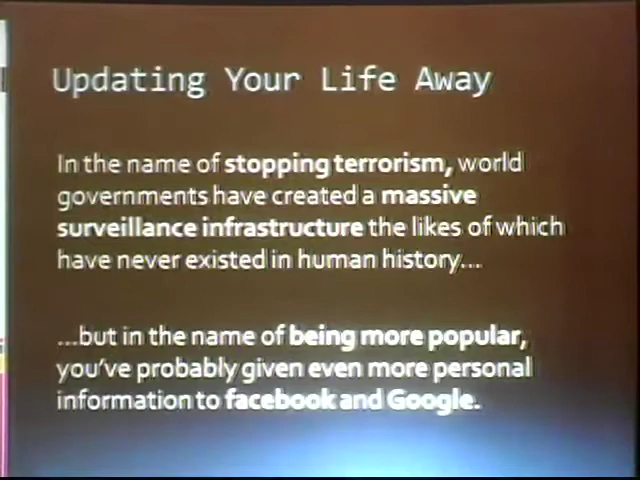 Updating Your Life Away
In the name of stopping terrorism, world
governments have created a massive
surveillance infrastructure the likes of which
have never existed in human history...
...but in the name of being more popular,
you've probably given even more personal
information to facebook and Google.